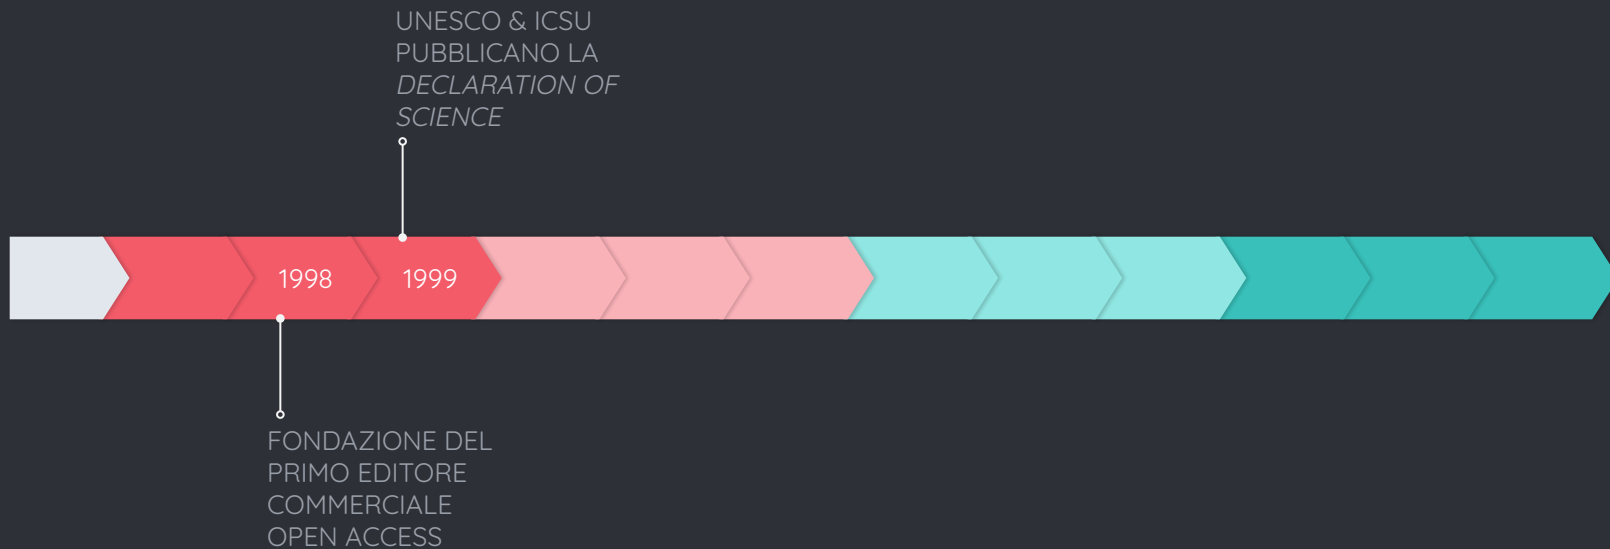 UNESCO & ICSU
PUBBLICANO LA
DECLARATION OF
SCIENCE
1998
1999
FONDAZIONE DEL
PRIMO EDITORE
COMMERCIALE
OPEN ACCESS